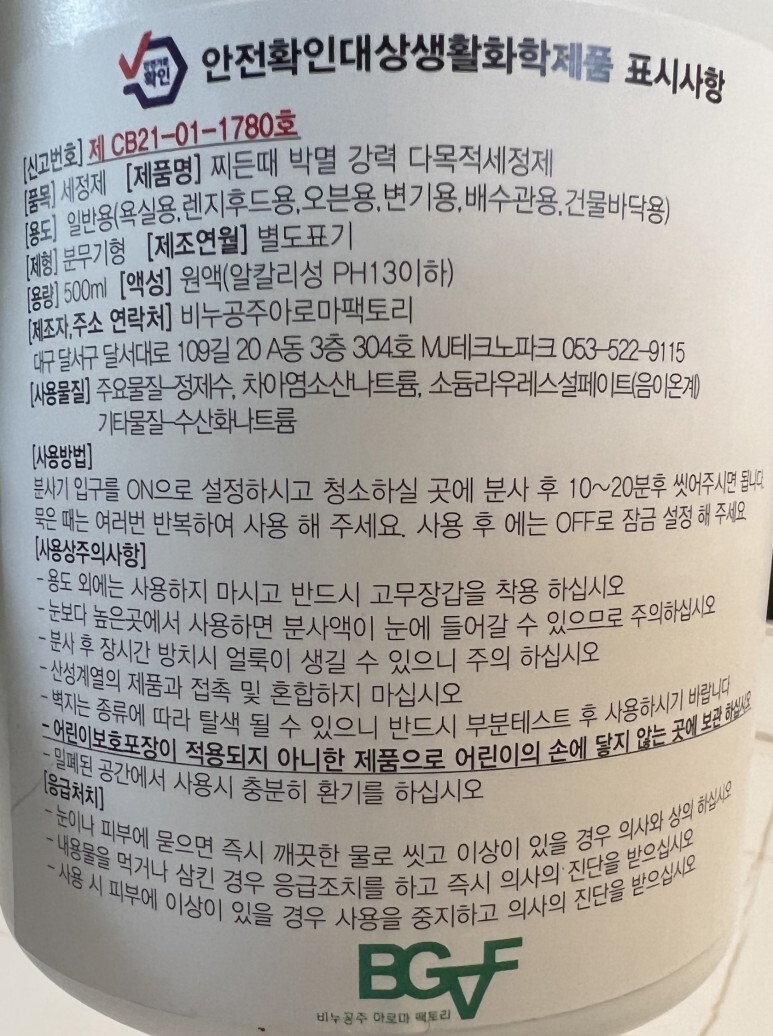 안전기준 확인
안전확인대상생활화학제품 표시사항
[신고번호] 제 CB21-01-1780호
[품목] 세정제 [제품명] 찌든때 박멸 강력 다목적세정제
[용도] 일반용(욕실용,렌지후드용,오븐용,변기용,배수관용,건물바닥용)
[제형] 분무기형 [제조연월] 별도표기
[용량] 500ml [액성] 원액(알칼리성 PH13이하)
[제조자,주소 연락처] 비누공주아로마팩토리
대구 달서구 달서대로 109길 20 A동 3층 304호 MJ테크노파크 053-522-9115
[사용물질] 주요물질-정제수, 차아염소산나트륨, 소듐라우레스설페이트(음이온계)
기타물질-수산화나트륨
[사용방법]
분사기 입구를 ON으로 설정하시고 청소하실 곳에 분사 후 10~20분후 씻어주시면 됩니다.
묵은 때는 여러번 반복하여 사용 해 주세요. 사용 후 에는 OFF로 잠금 설정 해 주세요
[사용상주의사항]
- 용도 외에는 사용하지 마시고 반드시 고무장갑을 착용 하십시오
- 눈보다 높은곳에서 사용하면 분사액이 눈에 들어갈 수 있으므로 주의하십시오
- 분사 후 장시간 방치시 얼룩이 생길 수 있으니 주의 하십시오
- 산성계열의 제품과 접촉 및 혼합하지 마십시오
- 벽지는 종류에 따라 탈색 될 수 있으니 반드시 부분테스트 후 사용하시기 바랍니다
- 어린이보호포장이 적용되지 아니한 제품으로 어린이의 손에 닿지 않는 곳에 보관 하십시오
- 밀폐된 공간에서 사용시 충분히 환기를 하십시오
[응급처치]
- 눈이나 피부에 묻으면 즉시 깨끗한 물로 씻고 이상이 있을 경우 의사와 상의 하십시오
- 내용물을 먹거나 삼킨 경우 응급조치를 하고 즉시 의사의 진단을 받으십시오
- 사용 시 피부에 이상이 있을 경우 사용을 중지하고 의사의 진단을 받으십시오
BGAF
비누공주 아로마 팩토리